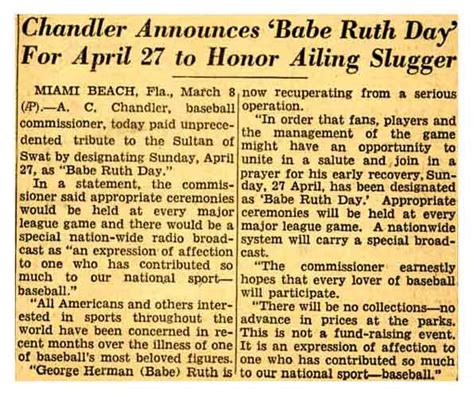 Chandler Announces 'Babe Ruth Day'
For April 27 to Honor Ailing Slugger
MIAMI BEACH, Fla., March 8
(AP).—A. C. Chandler, baseball
commissioner, today paid unprece-
dented tribute to the Sultan of
Swat by designating Sunday, April
27, as "Babe Ruth Day."
In a statement, the commis-
sioner said appropriate ceremonies
would be held at every major
league game and there would be a
special nation-wide radio broad-
cast as "an expression of affection
to one who has contributed so
much to our national sport—
baseball."
"All Americans and others inter-
ested in sports throughout the
world have been concerned in re-
cent months over the illness of one
of baseball's most beloved figures.
"George Herman (Babe) Ruth is
now recuperating from a serious
operation.
"In order that fans, players and
the management of the game
might have an opportunity to
unite in a salute and join in a
prayer for his early recovery, Sun-
day, 27 April, has been designated
as 'Babe Ruth Day.' Appropriate
ceremonies will be held at every
major league game. A nationwide
system will carry a special broad-
cast.
"The commissioner earnestly
hopes that every lover of baseball
will participate.
"There will be no collections—no
advance in prices at the parks.
This is not a fund-raising event.
It is an expression of affection to
one who has contributed so much
to our national sport—baseball."